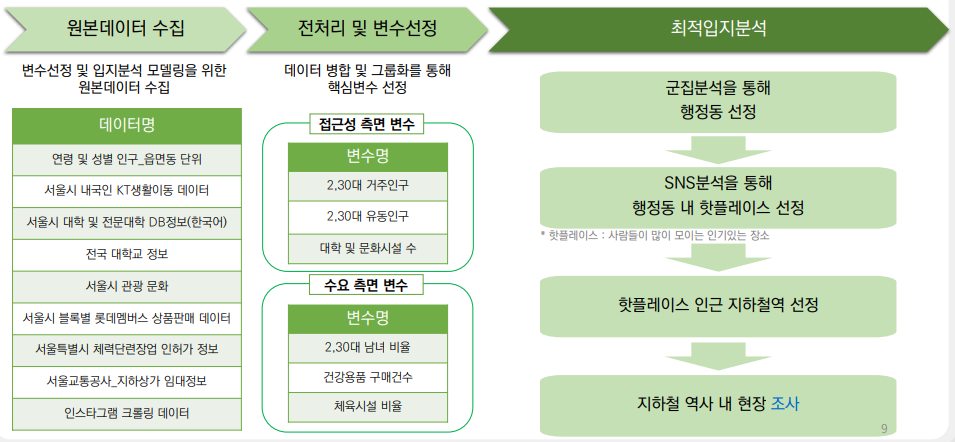 원본데이터 수집
전처리 및 변수선정
최적입지분석
변수선정 및 입지분석 모델링을 위한
원본데이터 수집
데이터명
연령 및 성별 인구_읍면동 단위
서울시 내국인 KT생활이동 데이터
서울시 대학 및 전문대학 DB정보(한국어)
전국 대학교 정보
서울시 관광 문화
서울시 블록별 롯데멤버스 상품판매 데이터
서울특별시 체력단련장업 인허가 정보
서울교통공사_지하상가 임대정보
인스타그램 크롤링 데이터
데이터 병합 및 그룹화를 통해
핵심변수 선정
접근성 측면 변수
변수명
2,30대 거주인구
2,30대 유동인구
대학 및 문화시설 수
수요 측면 변수
변수명
2,30대 남녀 비율
건강용품 구매건수
체육시설 비율
군집분석을 통해
행정동 선정
SNS분석을 통해
행정동 내 핫플레이스 선정
* 핫플레이스 : 사람들이 많이 모이는 인기있는 장소
핫플레이스 인근 지하철역 선정
지하철 역사 내 현장 조사
9